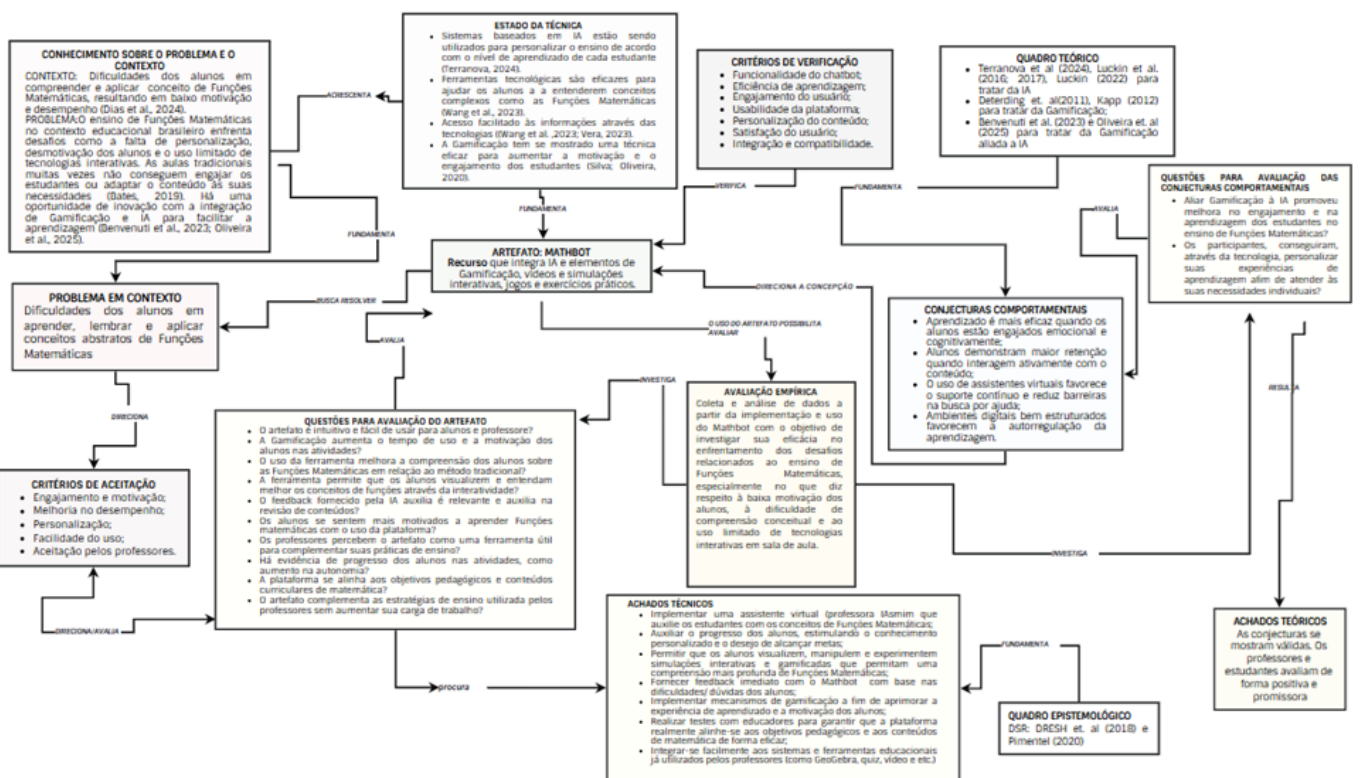 CONHECIMENTO SOBRE O PROBLEMA E O
CONTEXTO
CONTEXTO: Dificuldades dos alunos em
compreender e aplicar conceito de Funções
Matemáticas, resultando em baixo motivação
e desempenho (Dias et al., 2024).
PROBLEMA:O ensino de Funções Matemáticas
no contexto educacional brasileiro enfrenta
desafios como a falta de personalização,
desmotivação dos alunos e o uso limitado de
tecnologias interativas. As aulas tradicionais
muitas vezes não conseguem engajar os
estudantes ou adaptar o conteúdo às suas
necessidades (Bates, 2019). Há uma
oportunidade de inovação com a integração
de Gamificação e IA para facilitar a
aprendizagem (Benvenuti et al., 2023; Oliveira
et al., 2025).
ACRESCENTA
ESTADO DA TÉCNICA
• Sistemas baseados em IA estão sendo
utilizados para personalizar o ensino de acordo
com o nível de aprendizado de cada estudante
(Terranova, 2024).
• Ferramentas tecnológicas são eficazes para
ajudar os alunos a a entenderem conceitos
complexos como as Funções Matemáticas
(Wang et al., 2023).
• Acesso facilitado às informações através das
tecnologias ((Wang et al. ,2023; Vera, 2023).
• A Gamificação tem se mostrado uma técnica
eficaz para aumentar a motivação e o
engajamento dos estudantes (Silva; Oliveira,
2020).
CRITÉRIOS DE VERIFICAÇÃO
• Funcionalidade do chatbot;
• Eficiência de aprendizagem;
• Engajamento do usuário;
• Usabilidade da plataforma;
• Personalização do conteúdo;
• Satisfação do usuário;
• Integração e compatibilidade.
QUADRO TEÓRICO
• Terranova et al (2024), Luckin et al.
(2016; 2017), Luckin (2022) para
tratar da IA
• Deterding et. al(2011), Kapp (2012)
para tratar da Gamificação;
• Benvenuti et al. (2023) e Oliveira et. al
(2025) para tratar da Gamificação
aliada a IA
QUESTÕES PARA AVALIAÇÃO DAS
CONJECTURAS COMPORTAMENTAIS
• Aliar Gamificação à IA promoveu
melhora no engajamento e na
aprendizagem dos estudantes no
ensino de Funções Matemáticas?
• Os participantes, conseguiram,
através da tecnologia, personalizar
suas experiências de
aprendizagem afim de atender às
suas necessidades individuais?
FUNDAMENTA
FUNDAMENTA
VERIFICA
FUNDAMENTA
AVALIA
ARTEFATO: MATHBOT
Recurso que integra IA e elementos de
Gamificação, vídeos e simulações
interativas, jogos e exercícios práticos.
BUSCA RESOLVER
DIRECIONA A CONCEPÇÃO
O USO DO ARTEFATO POSSIBILITA
AVALIAR
PROBLEMA EM CONTEXTO
Dificuldades dos alunos em
aprender, lembrar e aplicar
conceitos abstratos de Funções
Matemáticas
AVALIA
CONJECTURAS COMPORTAMENTAIS
• Aprendizado é mais eficaz quando os
alunos estão engajados emocional e
cognitivamente;
• Alunos demonstram maior retenção
quando interagem ativamente com o
conteúdo;
• O uso de assistentes virtuais favorece
o suporte contínuo e reduz barreiras
na busca por ajuda;
• Ambientes digitais bem estruturados
favorecem a autorregulação da
aprendizagem.
DIRECIONA
INVESTIGA
RESULTA
QUESTÕES PARA AVALIAÇÃO DO ARTEFATO
• O artefato é intuitivo e fácil de usar para alunos e professore?
• A Gamificação aumenta o tempo de uso e a motivação dos
alunos nas atividades?
• O uso da ferramenta melhora a compreensão dos alunos sobre
as Funções Matemáticas em relação ao método tradicional?
• A ferramenta permite que os alunos visualizem e entendam
melhor os conceitos de funções através da interatividade?
• O feedback fornecido pela IA auxilia é relevante e auxilia na
revisão de conteúdos?
• Os alunos se sentem mais motivados a aprender Funções
matemáticas com o uso da plataforma?
• Os professores percebem o artefato como uma ferramenta útil
para complementar suas práticas de ensino?
• Há evidência de progresso dos alunos nas atividades, como
aumento na autonomia?
• A plataforma se alinha aos objetivos pedagógicos e conteúdos
curriculares de matemática?
• O artefato complementa as estratégias de ensino utilizada pelos
professores sem aumentar sua carga de trabalho?
AVALIAÇÃO EMPÍRICA
Coleta e análise de dados a
partir da implementação e uso
do Mathbot com o objetivo de
investigar sua eficácia no
enfrentamento dos desafios
relacionados ao ensino de
Funções Matemáticas,
especialmente no que diz
respeito à baixa motivação dos
alunos, à dificuldade de
compreensão conceitual e ao
uso limitado de tecnologias
interativas em sala de aula.
CRITÉRIOS DE ACEITAÇÃO
• Engajamento e motivação;
• Melhoria no desempenho;
• Personalização;
• Facilidade do uso;
• Aceitação pelos professores.
INVESTIGA
DIRECIONA/AVALIA
procura
ACHADOS TÉCNICOS
• Implementar uma assistente virtual (professora IAsmim que
auxilie os estudantes com os conceitos de Funções Matemáticas;
• Auxiliar o progresso dos alunos, estimulando o conhecimento
personalizado e o desejo de alcançar metas;
• Permitir que os alunos visualizem, manipulem e experimentem
simulações interativas e gamificadas que permitam uma
compreensão mais profunda de Funções Matemáticas;
• Fornecer feedback imediato com o Mathbot com base nas
dificuldades/ dúvidas dos alunos;
• Implementar mecanismos de gamificação a fim de aprimorar a
experiência de aprendizado e a motivação dos alunos;
• Realizar testes com educadores para garantir que a plataforma
realmente alinhe-se aos objetivos pedagógicos e aos conteúdos
de matemática de forma eficaz;
• Integrar-se facilmente aos sistemas e ferramentas educacionais
já utilizados pelos professores (como GeoGebra, quiz, vídeo e etc.)
FUNDAMENTA
QUADRO EPISTEMOLÓGICO
DSR: DRESH et. al (2018) e
Pimentel (2020)
ACHADOS TEÓRICOS
As conjecturas se
mostram válidas. Os
professores e
estudantes avaliam de
forma positiva e
promissora